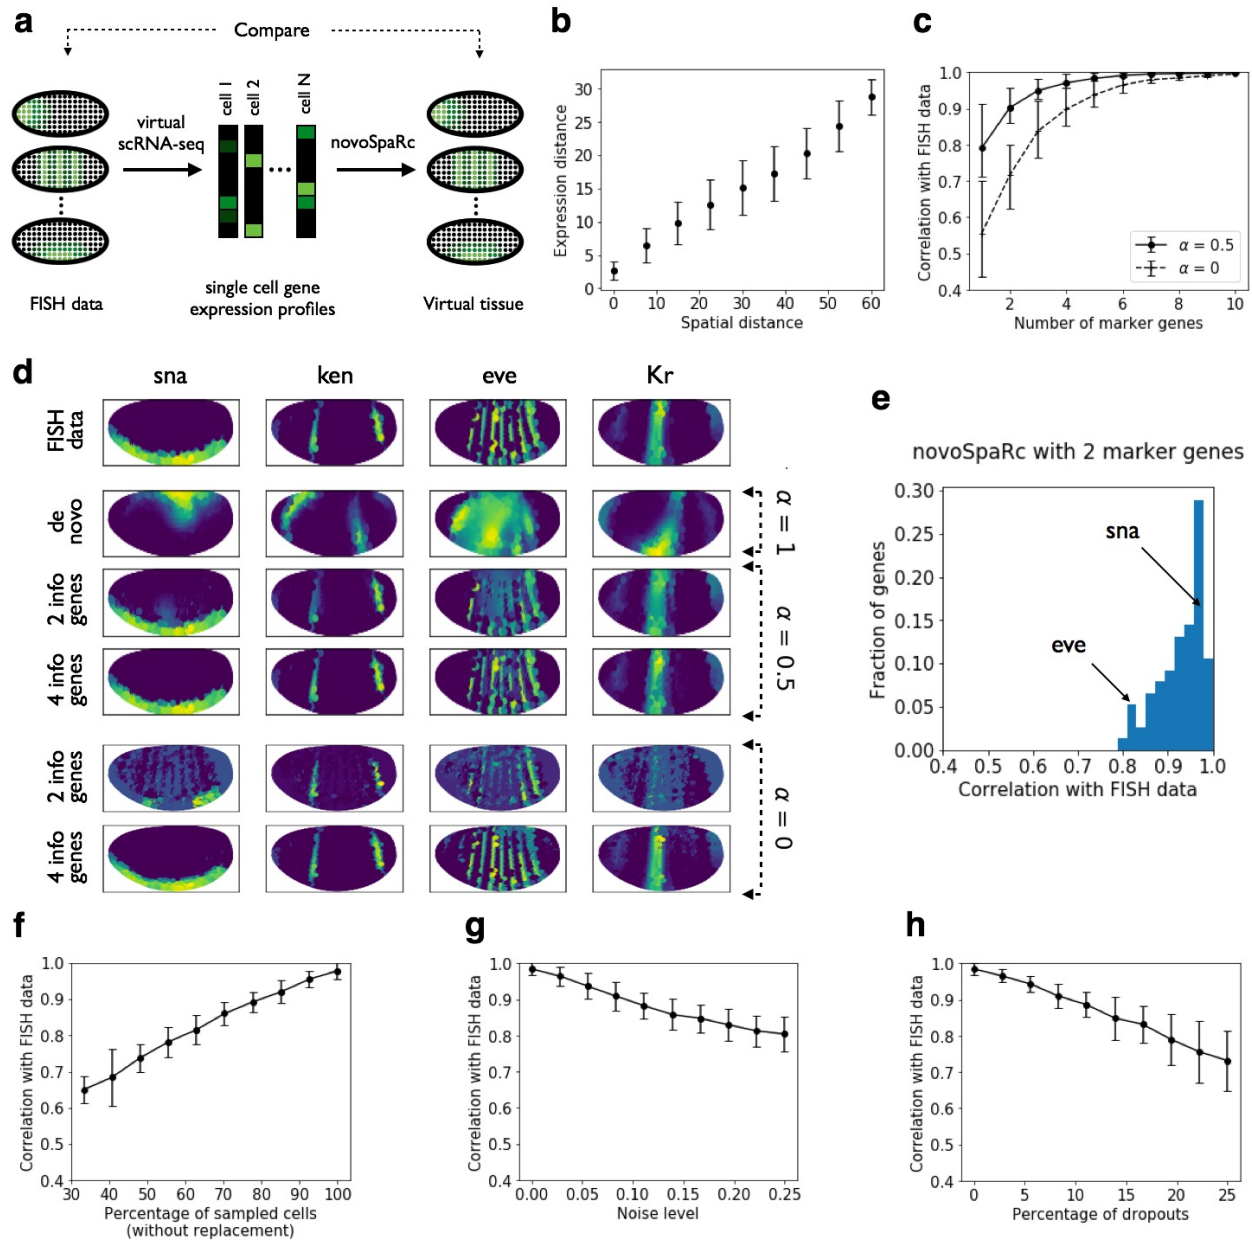 a
Compare
virtual
scRNA-seq
cell 1
cell 2
cell N
novoSpaRc
FISH data
single cell gene
expression profiles
Virtual tissue
b
Expression distance
30
25
20
15
10
5
0
0 10 20 30 40 50 60
Spatial distance
c
Correlation with FISH data
1.0
0.9
0.8
0.7
0.6
0.5
0.4
α = 0.5
α = 0
2 4 6 8 10
Number of marker genes
d
sna ken eve Kr
FISH
data
de
novo
2 info
genes
4 info
genes
2 info
genes
4 info
genes
α = 1
α = 0.5
α = 0
e
novoSpaRc with 2 marker genes
Fraction of genes
0.30
0.25
0.20
0.15
0.10
0.05
0.00
sna
eve
0.4 0.5 0.6 0.7 0.8 0.9 1.0
Correlation with FISH data
f
Correlation with FISH data
1.0
0.9
0.8
0.7
0.6
0.5
0.4
30 40 50 60 70 80 90 100
Percentage of sampled cells
(without replacement)
g
Correlation with FISH data
1.0
0.9
0.8
0.7
0.6
0.5
0.4
0.00 0.05 0.10 0.15 0.20 0.25
Noise level
h
Correlation with FISH data
1.0
0.9
0.8
0.7
0.6
0.5
0.4
0 5 10 15 20 25
Percentage of dropouts